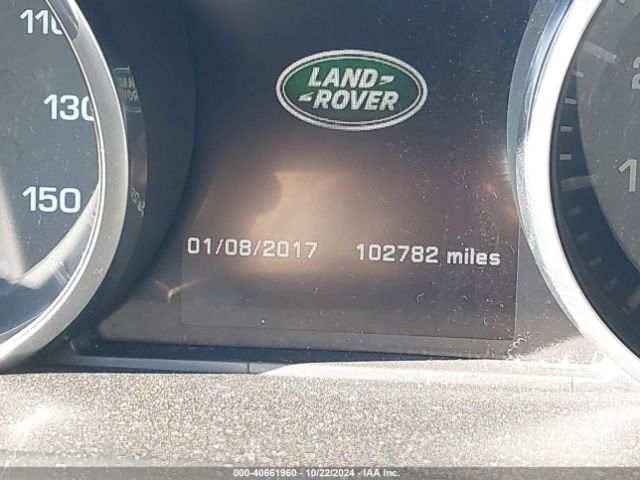 110
130
150
LAND-
-ROVER
01/08/2017 102782 miles
000-40661960 - 10/22/2024 - IAA Inc.